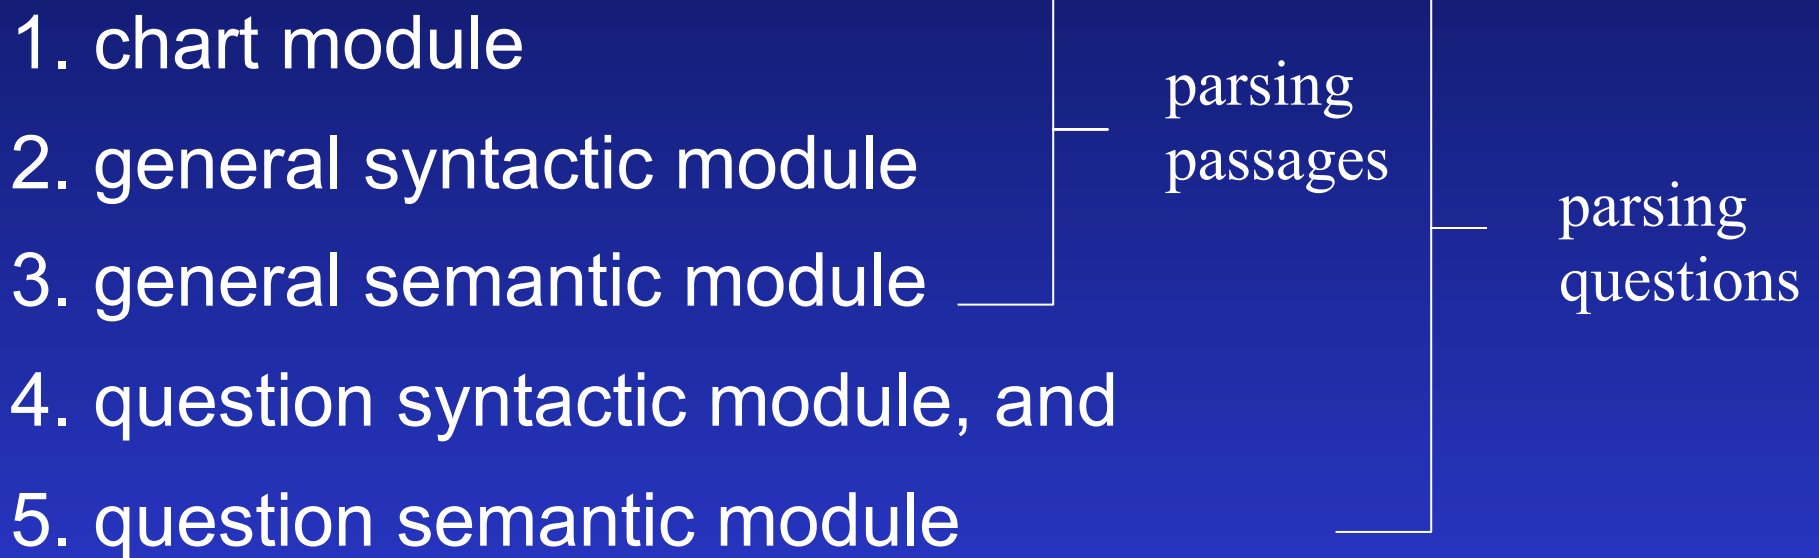 1. chart module
2. general syntactic module
3. general semantic module
4. question syntactic module, and
5. question semantic module
parsing
passages
parsing
questions